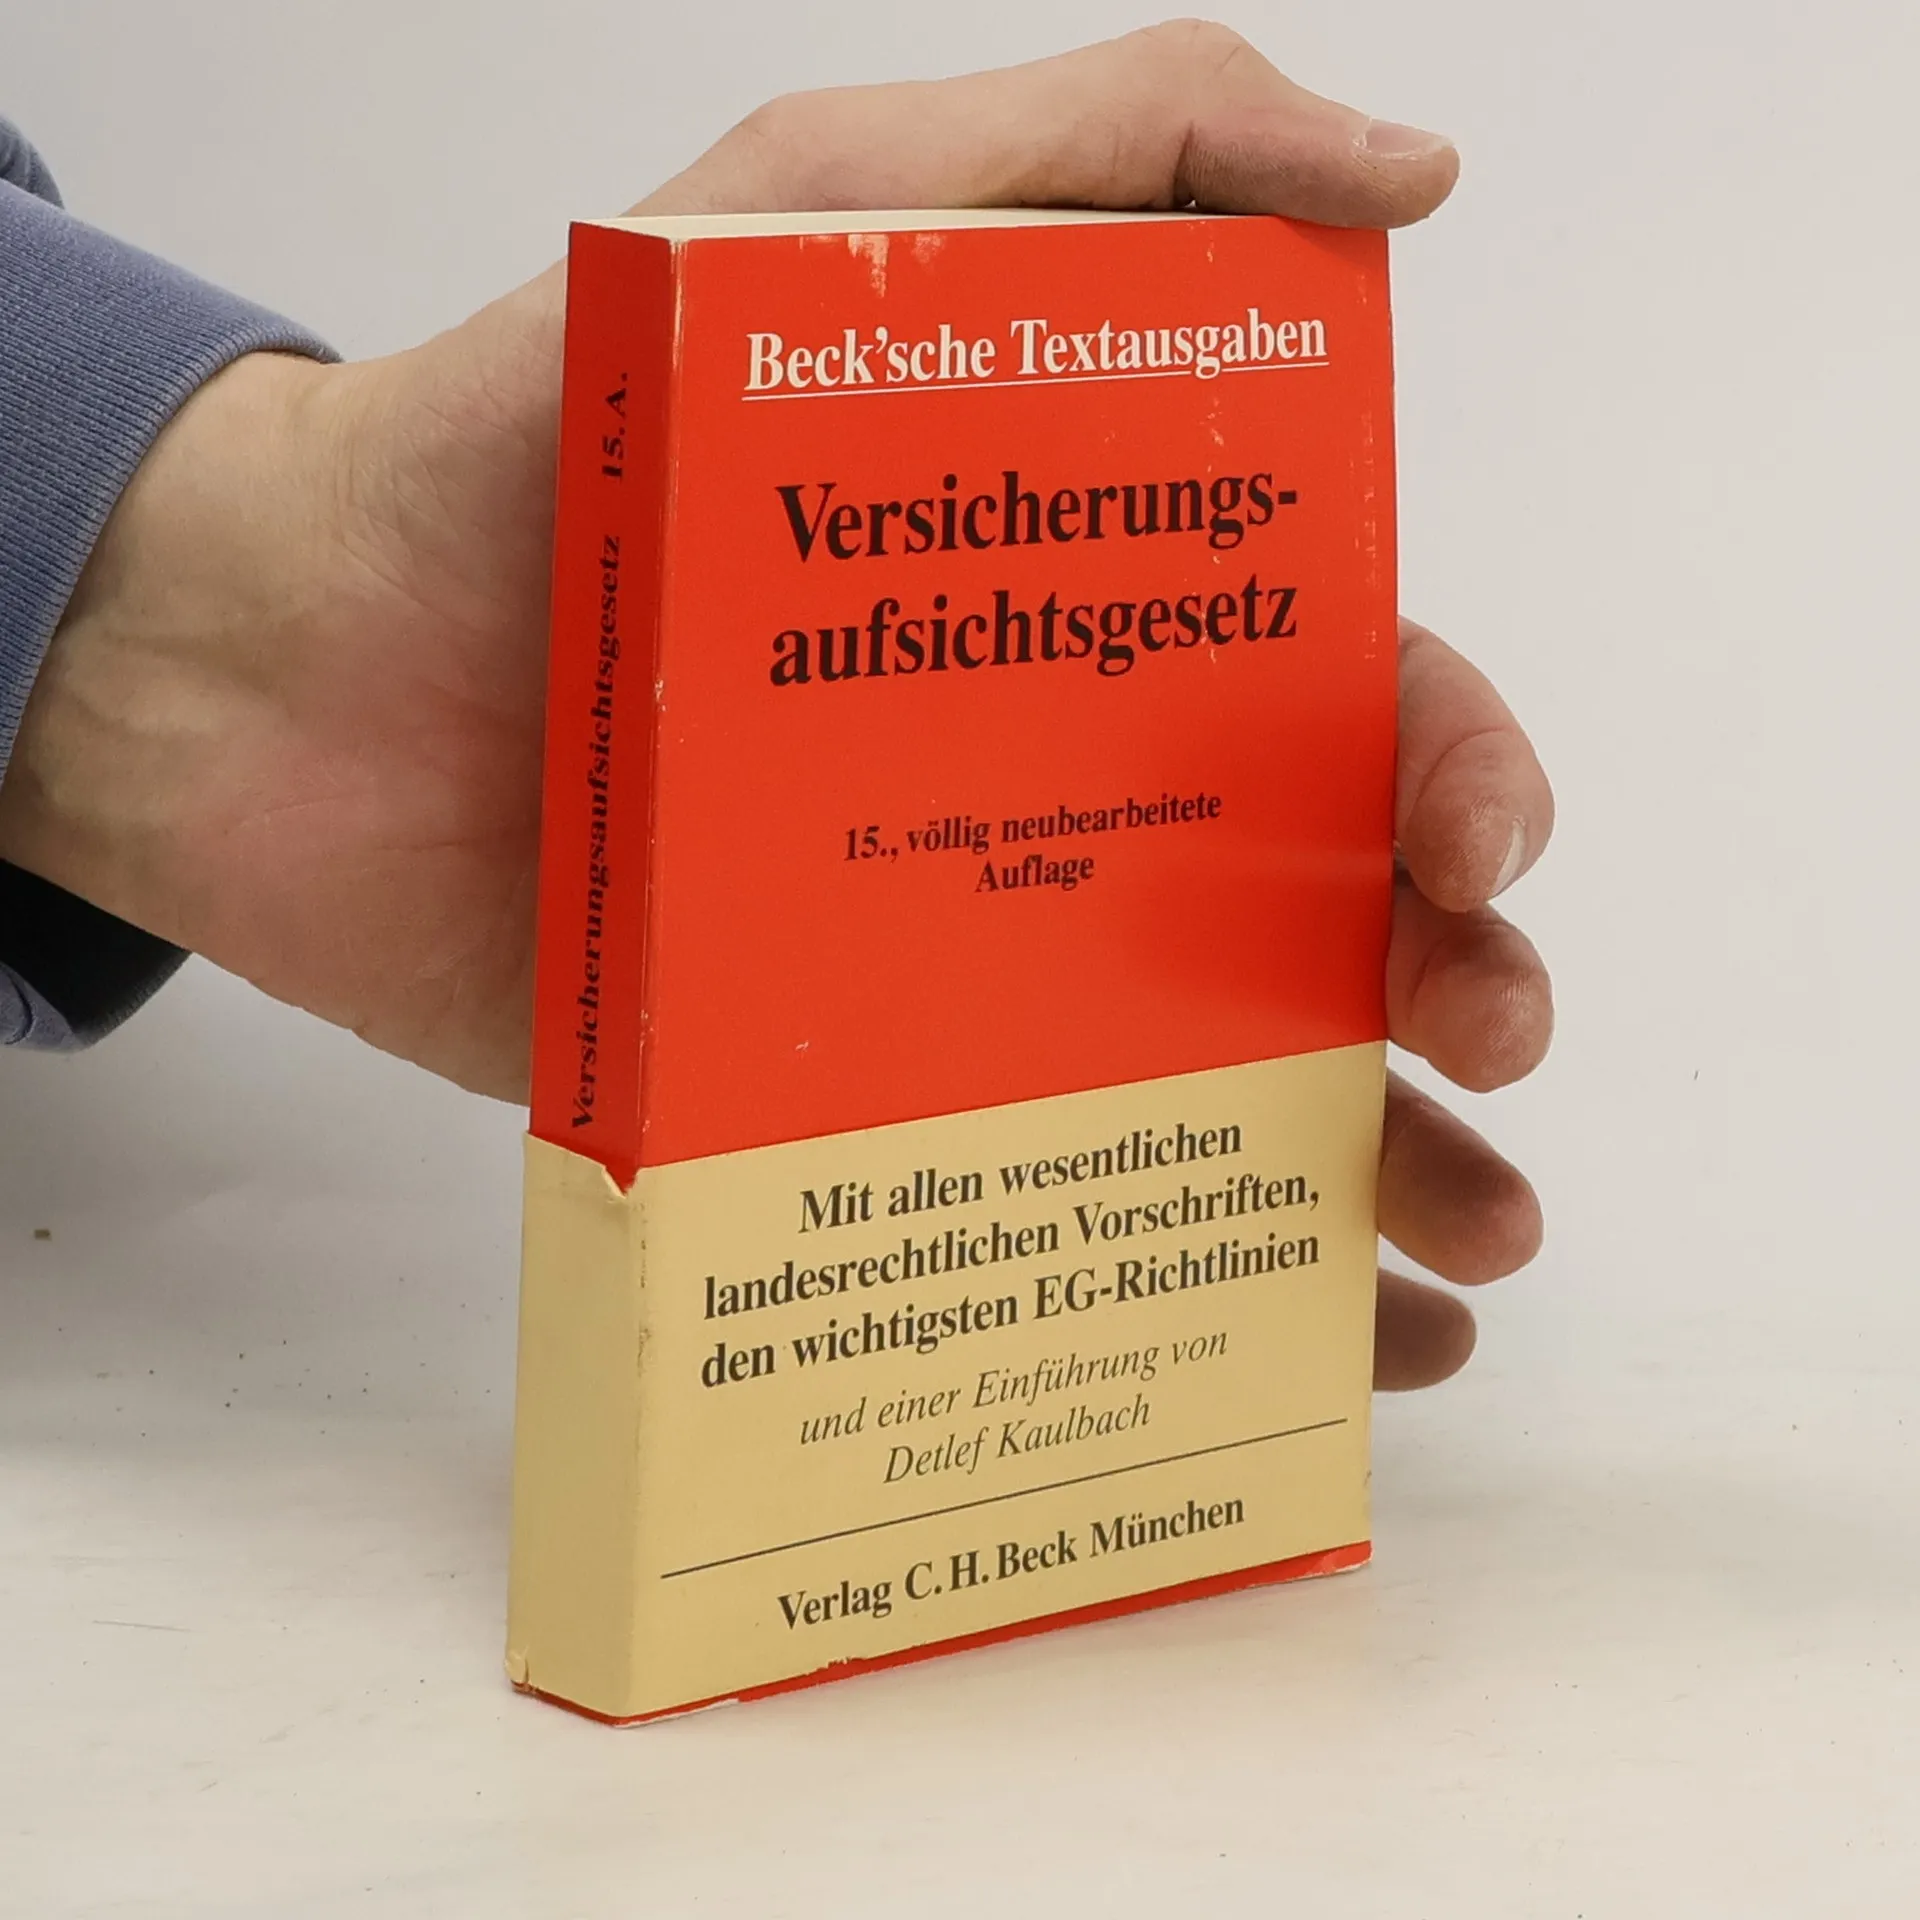 Beck’sche Textausgaben
Versicherungs-
aufsichtsgesetz
15., völlig neubearbeitete
Auflage
Mit allen wesentlichen
landesrechtlichen Vorschriften,
den wichtigsten EG-Richtlinien
und einer Einführung von
Detlef Kaulbach
Verlag C.H.Beck München
Versicherungsaufsichtsgesetz 15.A.